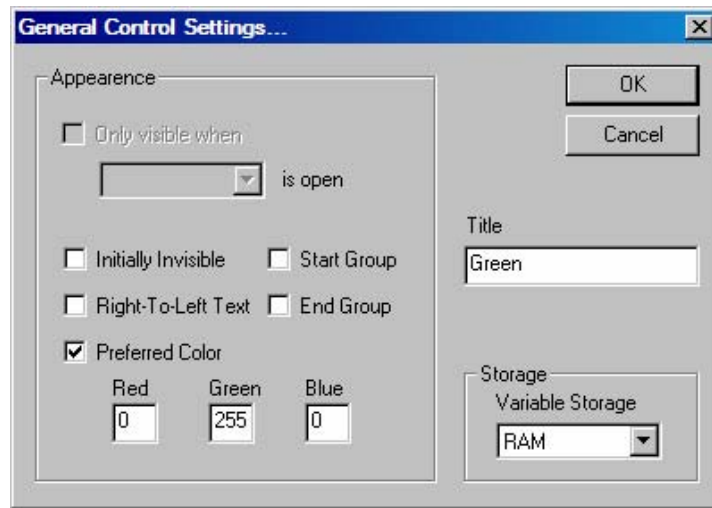 General Control Settings...
Appearence
Only visible when
is open
Initially Invisible
Start Group
Right-To-Left Text
End Group
Preferred Color
Red Green Blue
0 255 0
OK
Cancel
Title
Green
Storage
Variable Storage
RAM